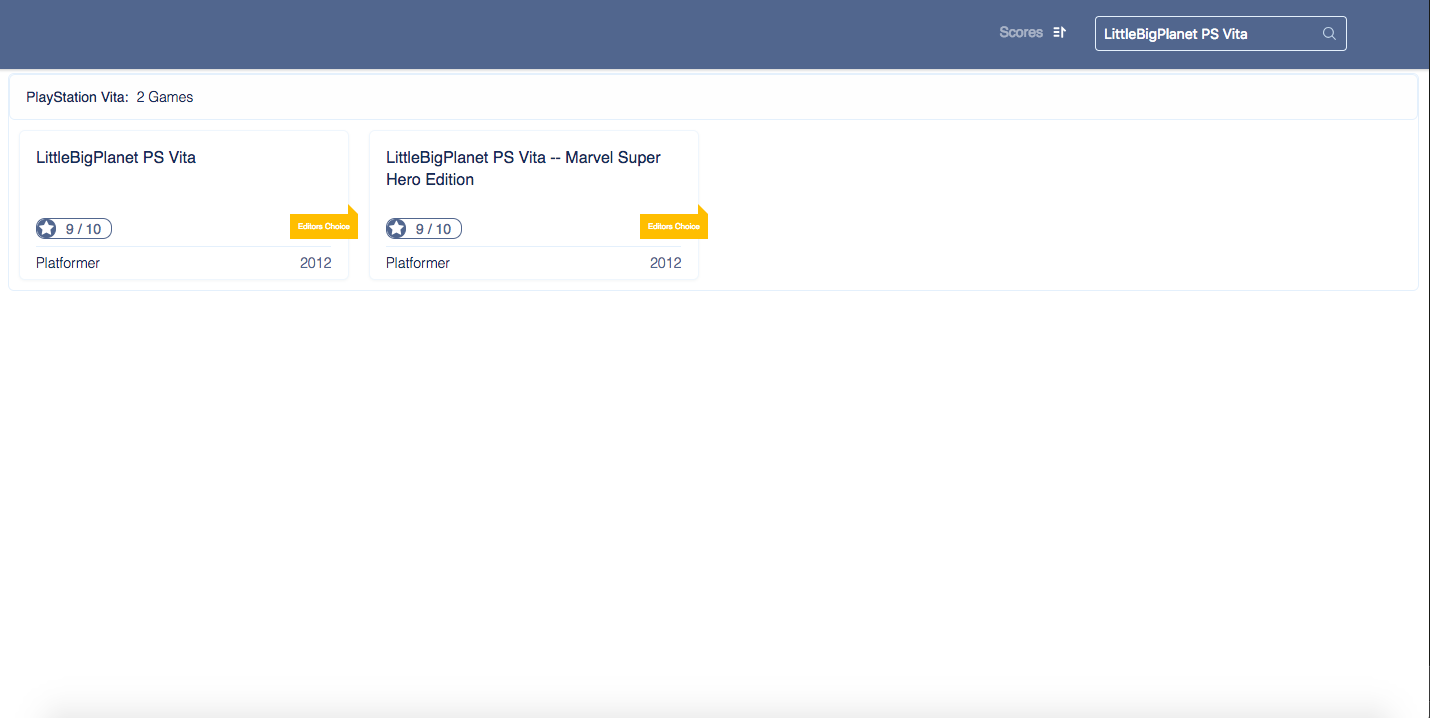 Scores
LittleBigPlanet PS Vita
PlayStation Vita: 2 Games
LittleBigPlanet PS Vita
9 / 10
Editors Choice
Platformer
2012
LittleBigPlanet PS Vita -- Marvel Super
Hero Edition
9 / 10
Editors Choice
Platformer
2012